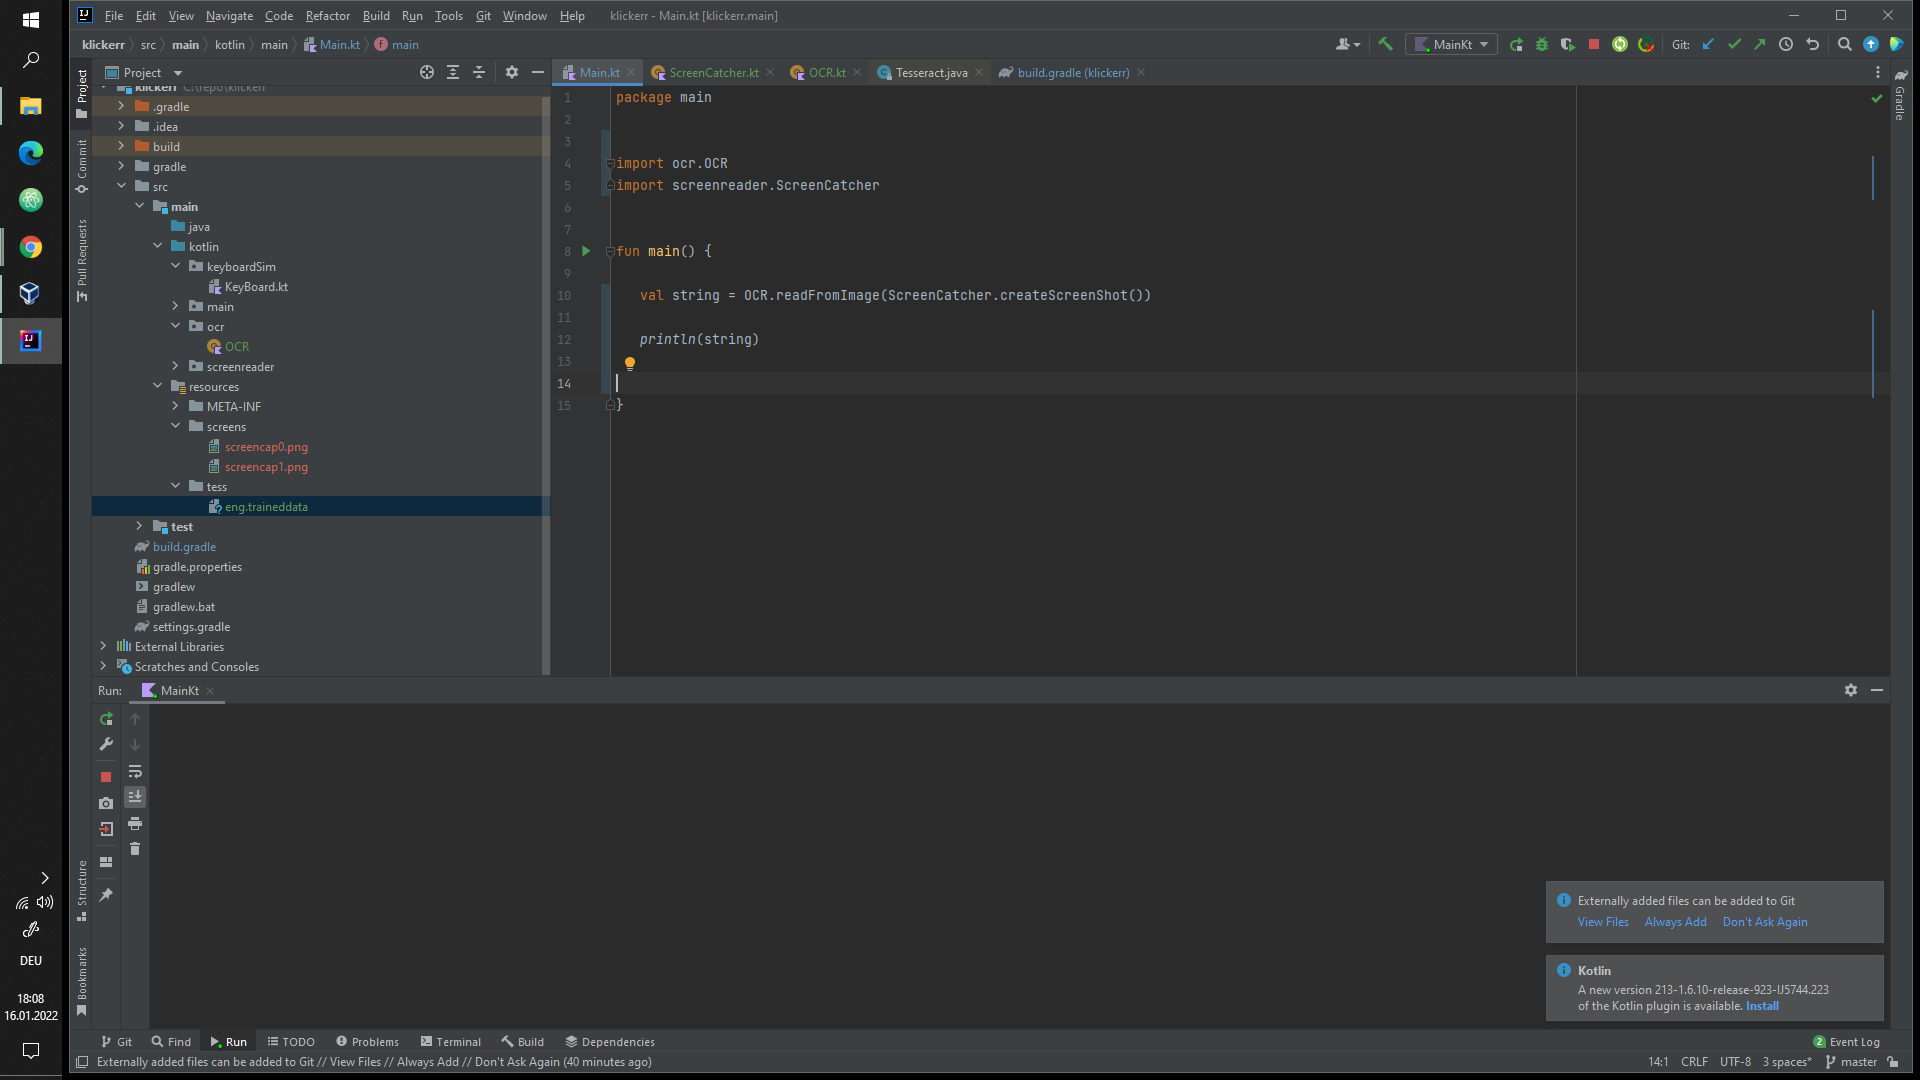 File Edit View Navigate Code Refactor Build Run Tools Git Window Help klickerr - Main.kt [klickerr.main]
klickerr src main kotlin main Main.kt main
MainKt Git:
Project
Main.kt ScreenCatcher.kt OCR.kt Tesseract.java build.gradle (klickerr)
Project
Commit
Pull Requests
Structure
Bookmarks
Gradle
klickerr C:\repo\klickerr
.gradle
.idea
build
gradle
src
main
java
kotlin
keyboardSim
KeyBoard.kt
main
ocr
OCR
screenreader
resources
META-INF
screens
screencap0.png
screencap1.png
tess
eng.traineddata
test
build.gradle
gradle.properties
gradlew
gradlew.bat
settings.gradle
External Libraries
Scratches and Consoles
1 package main
2
3
4 import ocr.OCR
5 import screenreader.ScreenCatcher
6
7
8 fun main() {
9
10 val string = OCR.readFromImage(ScreenCatcher.createScreenShot())
11
12 println(string)
13
14
15 }
Run: MainKt
Externally added files can be added to Git
View Files Always Add Don't Ask Again
Kotlin
A new version 213-1.6.10-release-923-IJ5744.223
of the Kotlin plugin is available. Install
Git Find Run TODO Problems Terminal Build Dependencies 2 Event Log
Externally added files can be added to Git // View Files // Always Add // Don't Ask Again (40 minutes ago) 14:1 CRLF UTF-8 3 spaces* master
DEU
18:08
16.01.2022